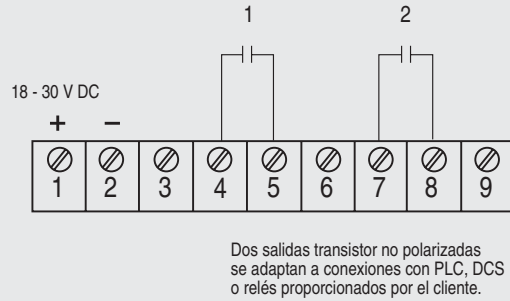 1 2
18 - 30 V DC
+ –
1 2 3 4 5 6 7 8 9
Dos salidas transistor no polarizadas
se adaptan a conexiones con PLC, DCS
o relés proporcionados por el cliente.